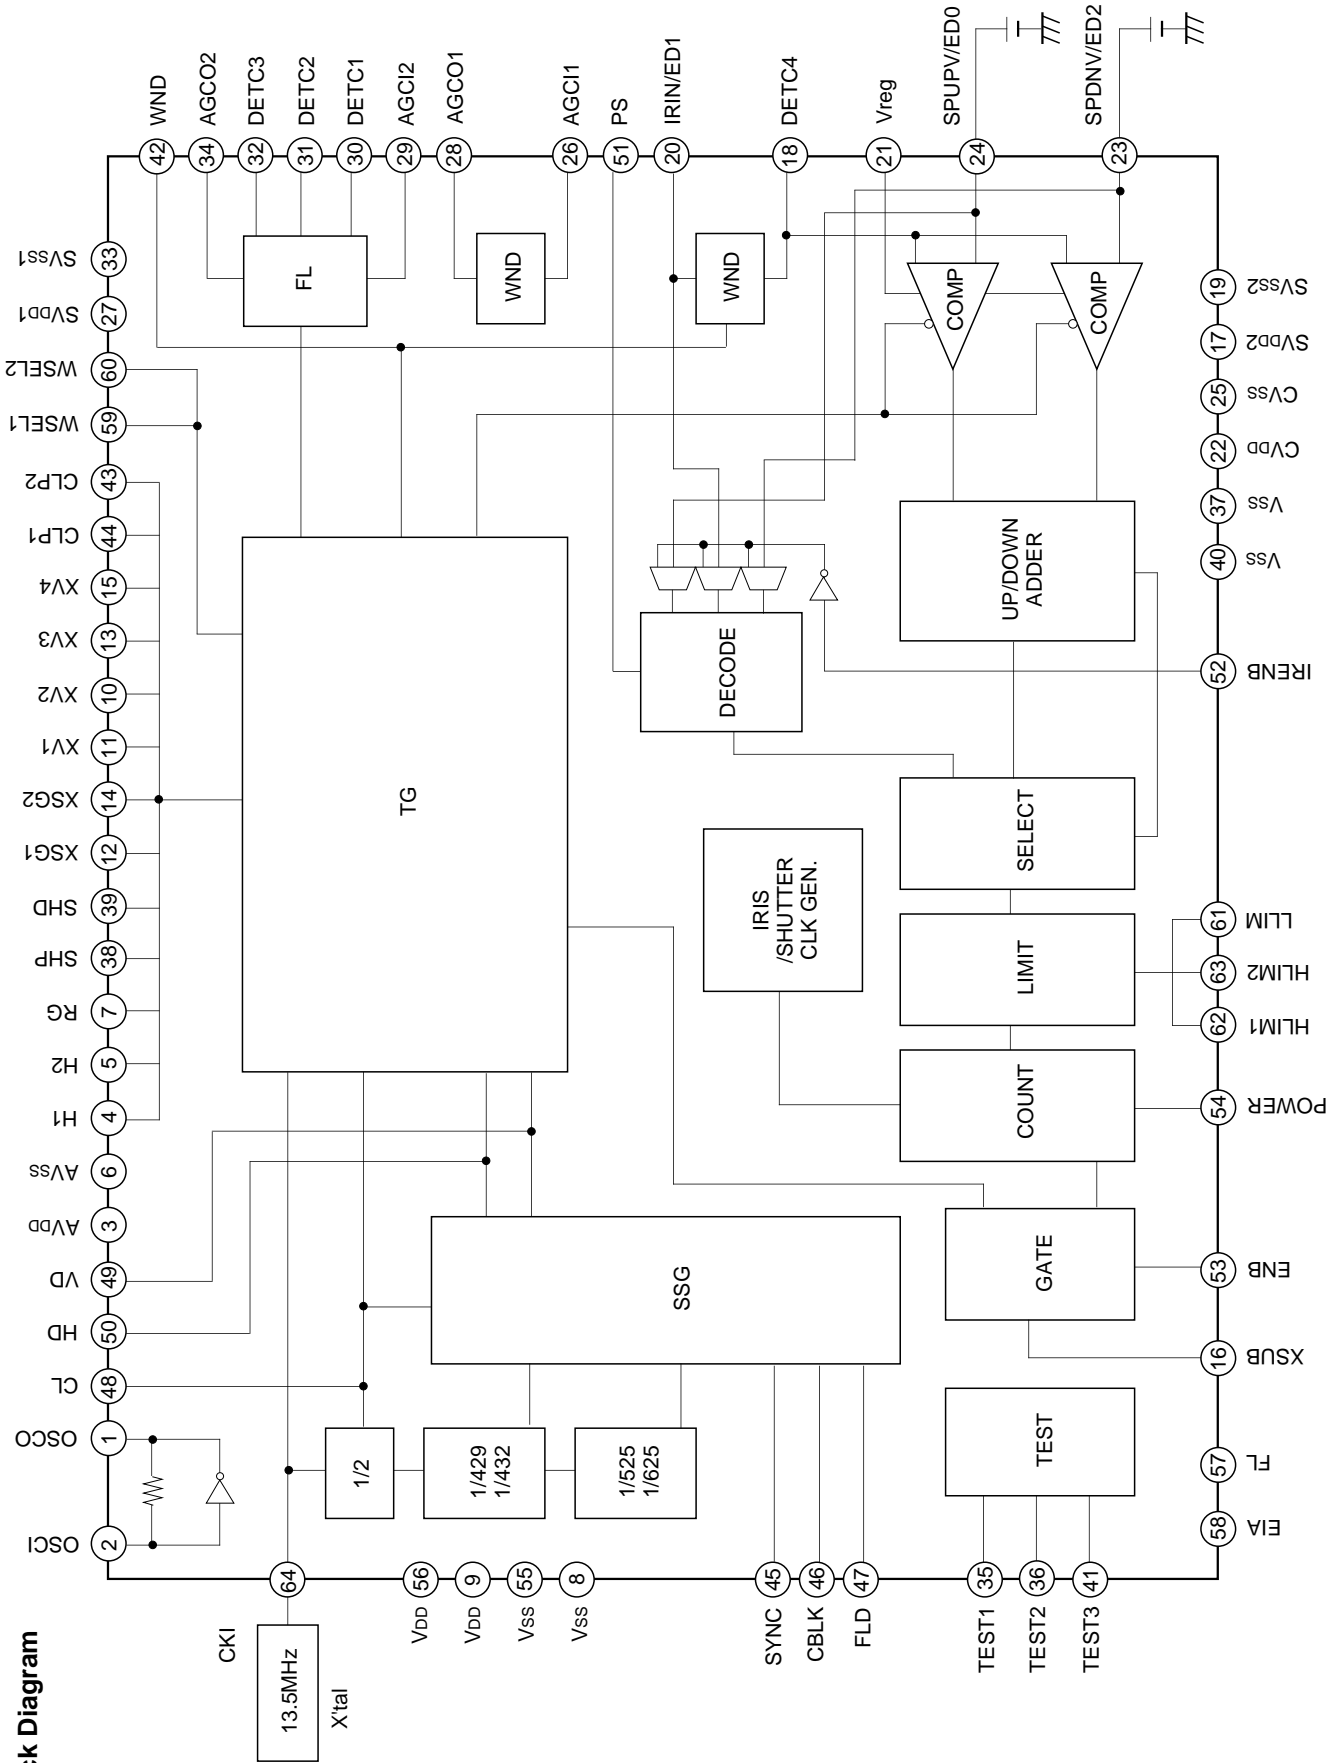 ck Diagram
13.5MHz
X'tal
CKI
64
VDD
56
VDD
9
VSS
55
VSS
8
SYNC
45
CBLK
46
FLD
47
TEST1
35
TEST2
36
TEST3
41
OSCI
2
OSCO
1
CL
48
HD
50
VD
49
AVDD
3
AVSS
6
H1
4
H2
5
RG
7
SHP
38
SHD
39
XSG1
12
XSG2
14
XV1
11
XV2
10
XV3
13
XV4
15
CLP1
44
CLP2
43
WSEL1
59
WSEL2
60
SVDD1
27
SVSS1
33
42
WND
34
AGCO2
32
DETC3
31
DETC2
30
DETC1
29
AGCI2
28
AGCO1
26
AGCI1
51
PS
20
IRIN/ED1
18
DETC4
21
Vreg
24
SPUPV/ED0
23
SPDNV/ED2
58
EIA
57
FL
16
XSUB
53
ENB
54
POWER
62
HLIM1
63
HLIM2
61
LLIM
52
IRENB
40
VSS
37
VSS
22
CVDD
25
CVSS
17
SVDD2
19
SVSS2
1/2
1/429
1/432
1/525
1/625
SSG
TG
FL
WND
WND
COMP
COMP
DECODE
UP/DOWN
ADDER
IRIS
/SHUTTER
CLK GEN.
SELECT
LIMIT
COUNT
GATE
TEST